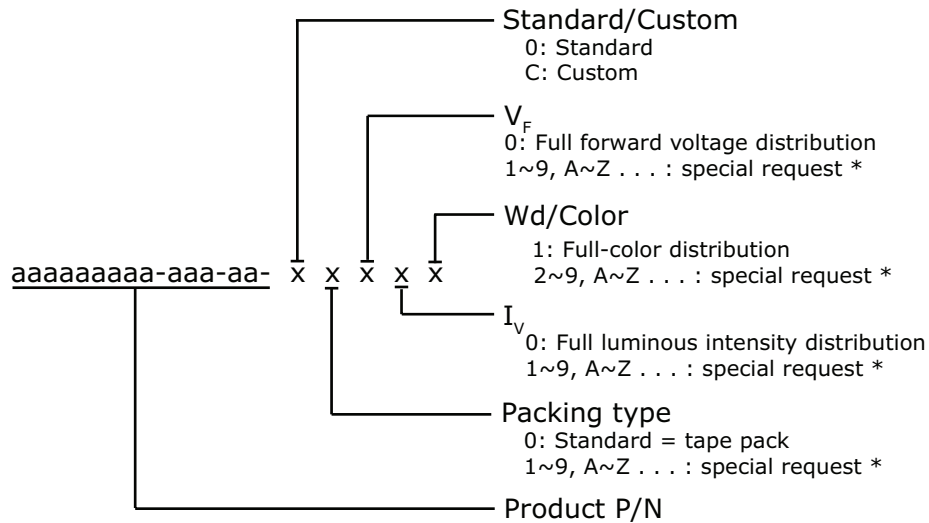 Standard/Custom
0: Standard
C: Custom
VF
0: Full forward voltage distribution
1~9, A~Z . . . : special request *
Wd/Color
1: Full-color distribution
2~9, A~Z . . . : special request *
aaaaaaaaa-aaa-aa- x x x x x
IV
0: Full luminous intensity distribution
1~9, A~Z . . . : special request *
Packing type
0: Standard = tape pack
1~9, A~Z . . . : special request *
Product P/N